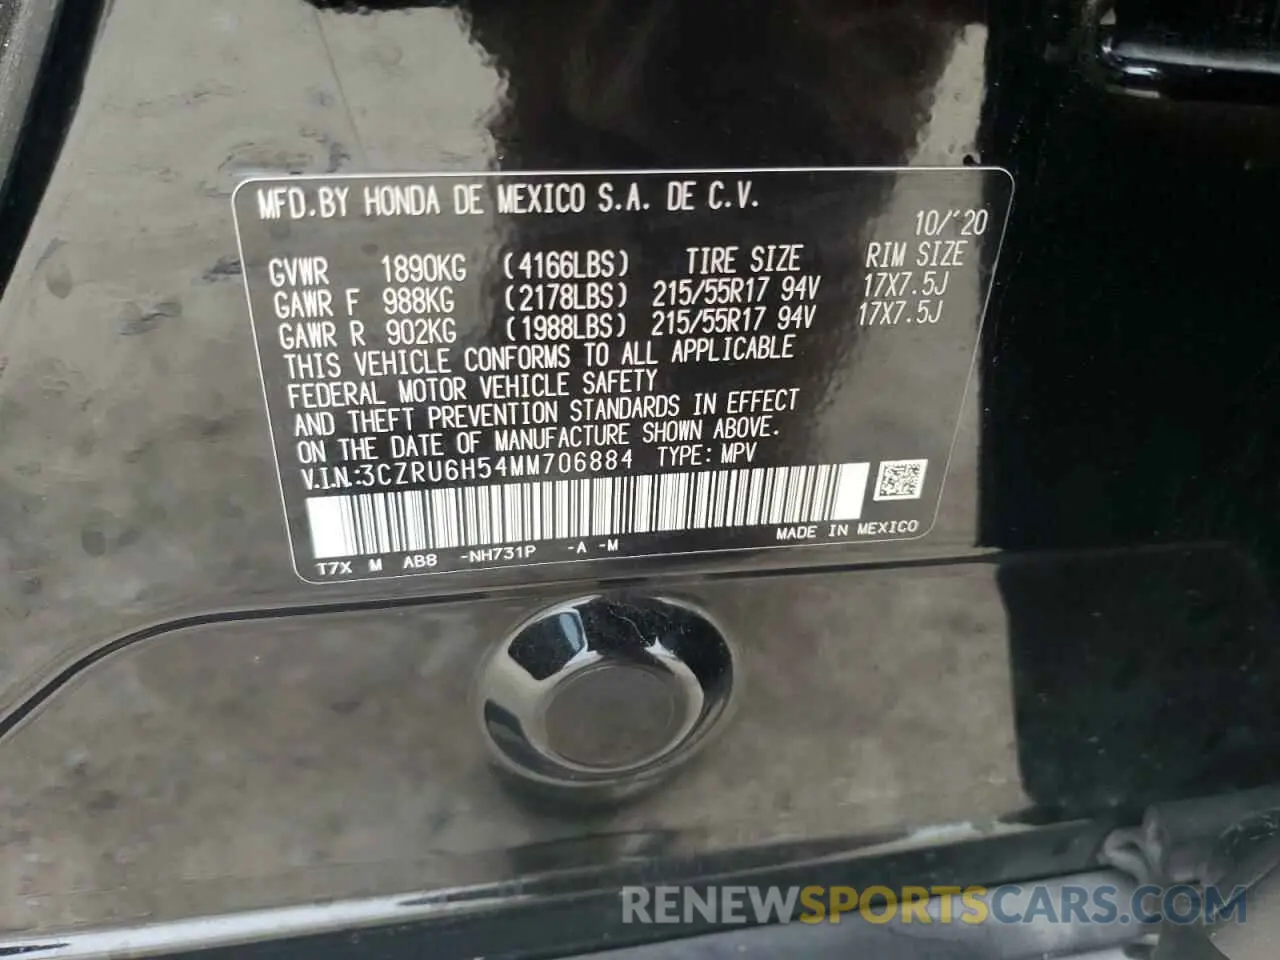 MFD.BY HONDA DE MEXICO S.A. DE C.V.
10/'20
GVWR 1890KG (4166LBS) TIRE SIZE RIM SIZE
GAWR F 988KG (2178LBS) 215/55R17 94V 17X7.5J
GAWR R 902KG (1988LBS) 215/55R17 94V 17X7.5J
THIS VEHICLE CONFORMS TO ALL APPLICABLE
FEDERAL MOTOR VEHICLE SAFETY
AND THEFT PREVENTION STANDARDS IN EFFECT
ON THE DATE OF MANUFACTURE SHOWN ABOVE.
V.I.N.:3CZRU6H54MM706884 TYPE: MPV
MADE IN MEXICO
T7X M AB8 -NH731P -A -M
RENEWSPORTSCARS.COM